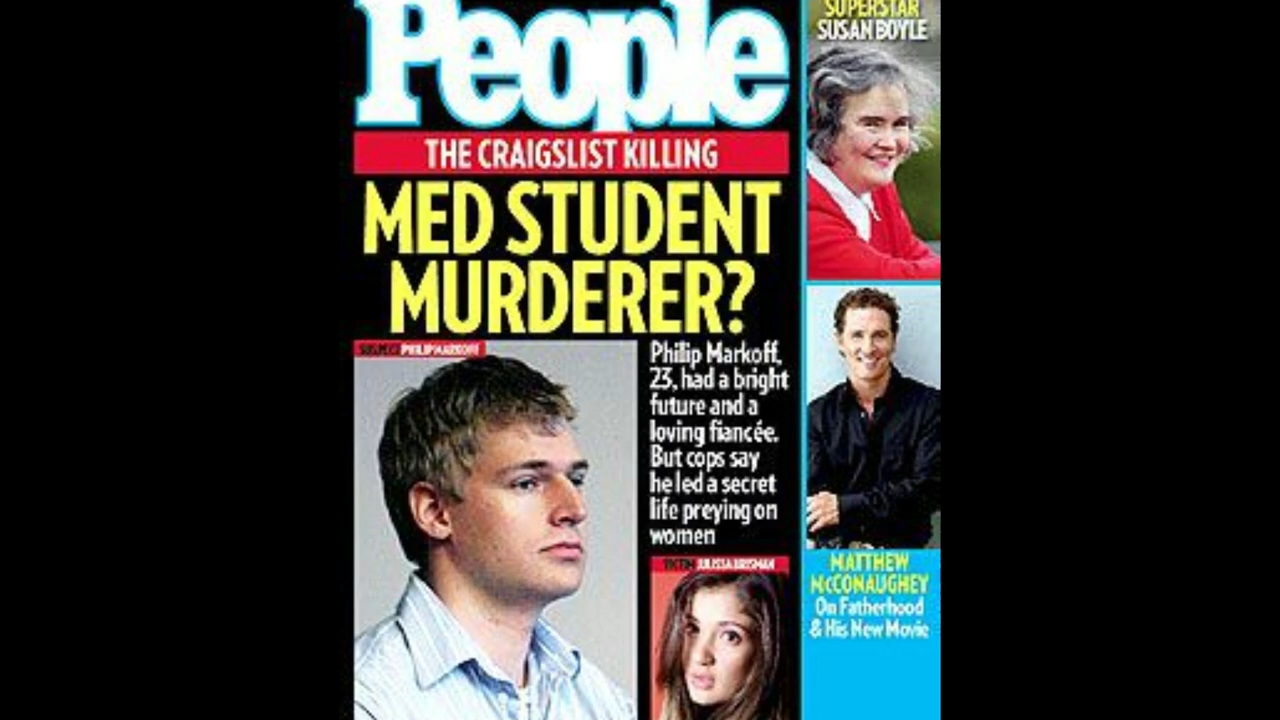 People
THE CRAIGSLIST KILLING
MED STUDENT
MURDERER?
SUSPECT PHILIP MARKOFF
Philip Markoff,
23, had a bright
future and a
loving fiancée.
But cops say
he led a secret
life preying on
women
VICTIM JULISSA BRISMAN
SUPERSTAR
SUSAN BOYLE
MATTHEW
McCONAUGHEY
On Fatherhood
& His New Movie